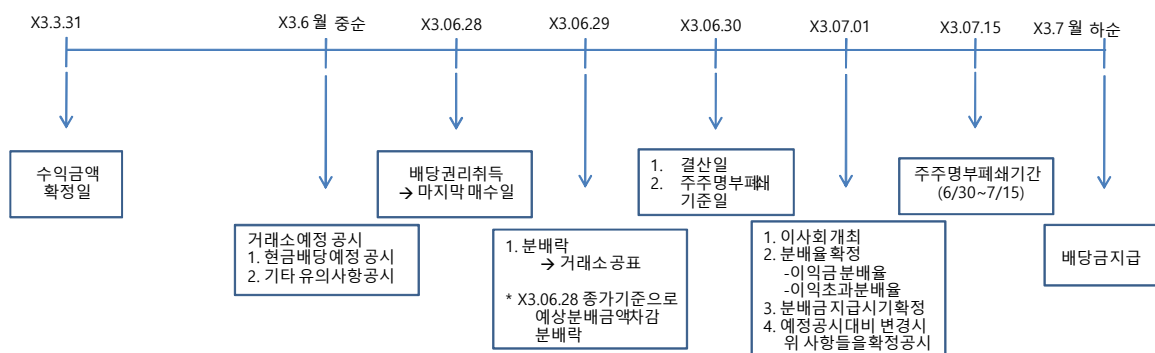 X3.3.31
X3.6월 중순
X3.06.28
X3.06.29
X3.06.30
X3.07.01
X3.07.15
X3.7월 하순
수익금액
확정일
거래소예정 공시
1. 현금배당예정 공시
2. 기타 유의사항공시
배당권리취득
→ 마지막 매수일
1. 분배락
→ 거래소 공표
* X3.06.28 종가기준으로
예상분배금액차감
분배락
1. 결산일
2. 주주명부폐쇄
기준일
1. 이사회 개최
2. 분배율확정
-이익금 분배율
-이익초과분배율
3. 분배금 지급시기확정
4. 예정공시대비 변경시
위 사항들을확정공시
주주명부폐쇄기간
(6/30~7/15)
배당금지급